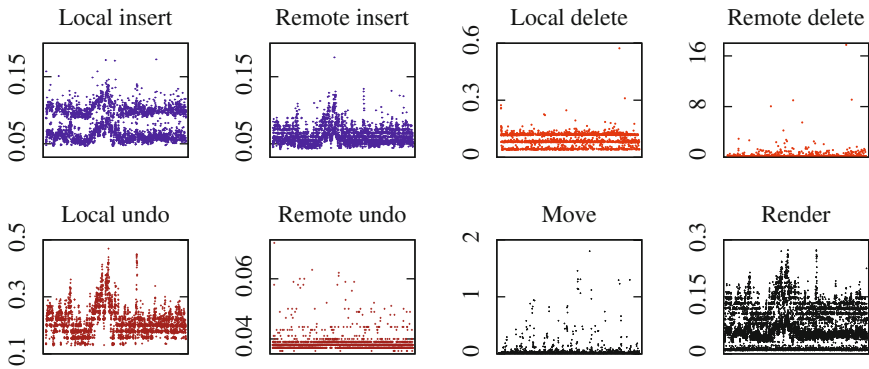 Local insert
Remote insert
Local delete
Remote delete
0.15
0.05
0.15
0.05
0.6
0.3
0
16
8
0
Local undo
Remote undo
Move
Render
0.5
0.3
0.1
0.06
0.04
2
1
0
0.3
0.15
0